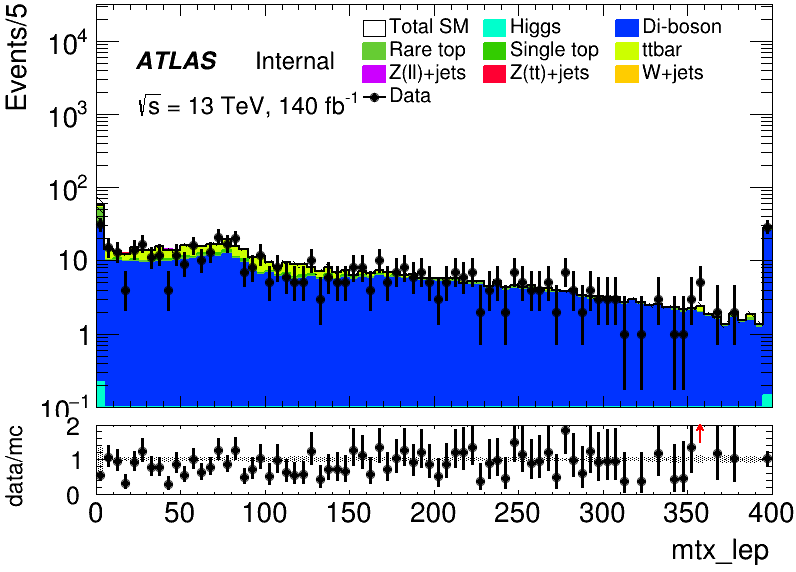 Events/5
10⁴
10³
10²
10
1
10⁻¹
ATLAS Internal
√s = 13 TeV, 140 fb⁻¹
Total SM Higgs Di-boson
Rare top Single top ttbar
Z(ll)+jets Z(tt)+jets W+jets
Data
data/mc
2
1
0
0 50 100 150 200 250 300 350 400
mtx_lep